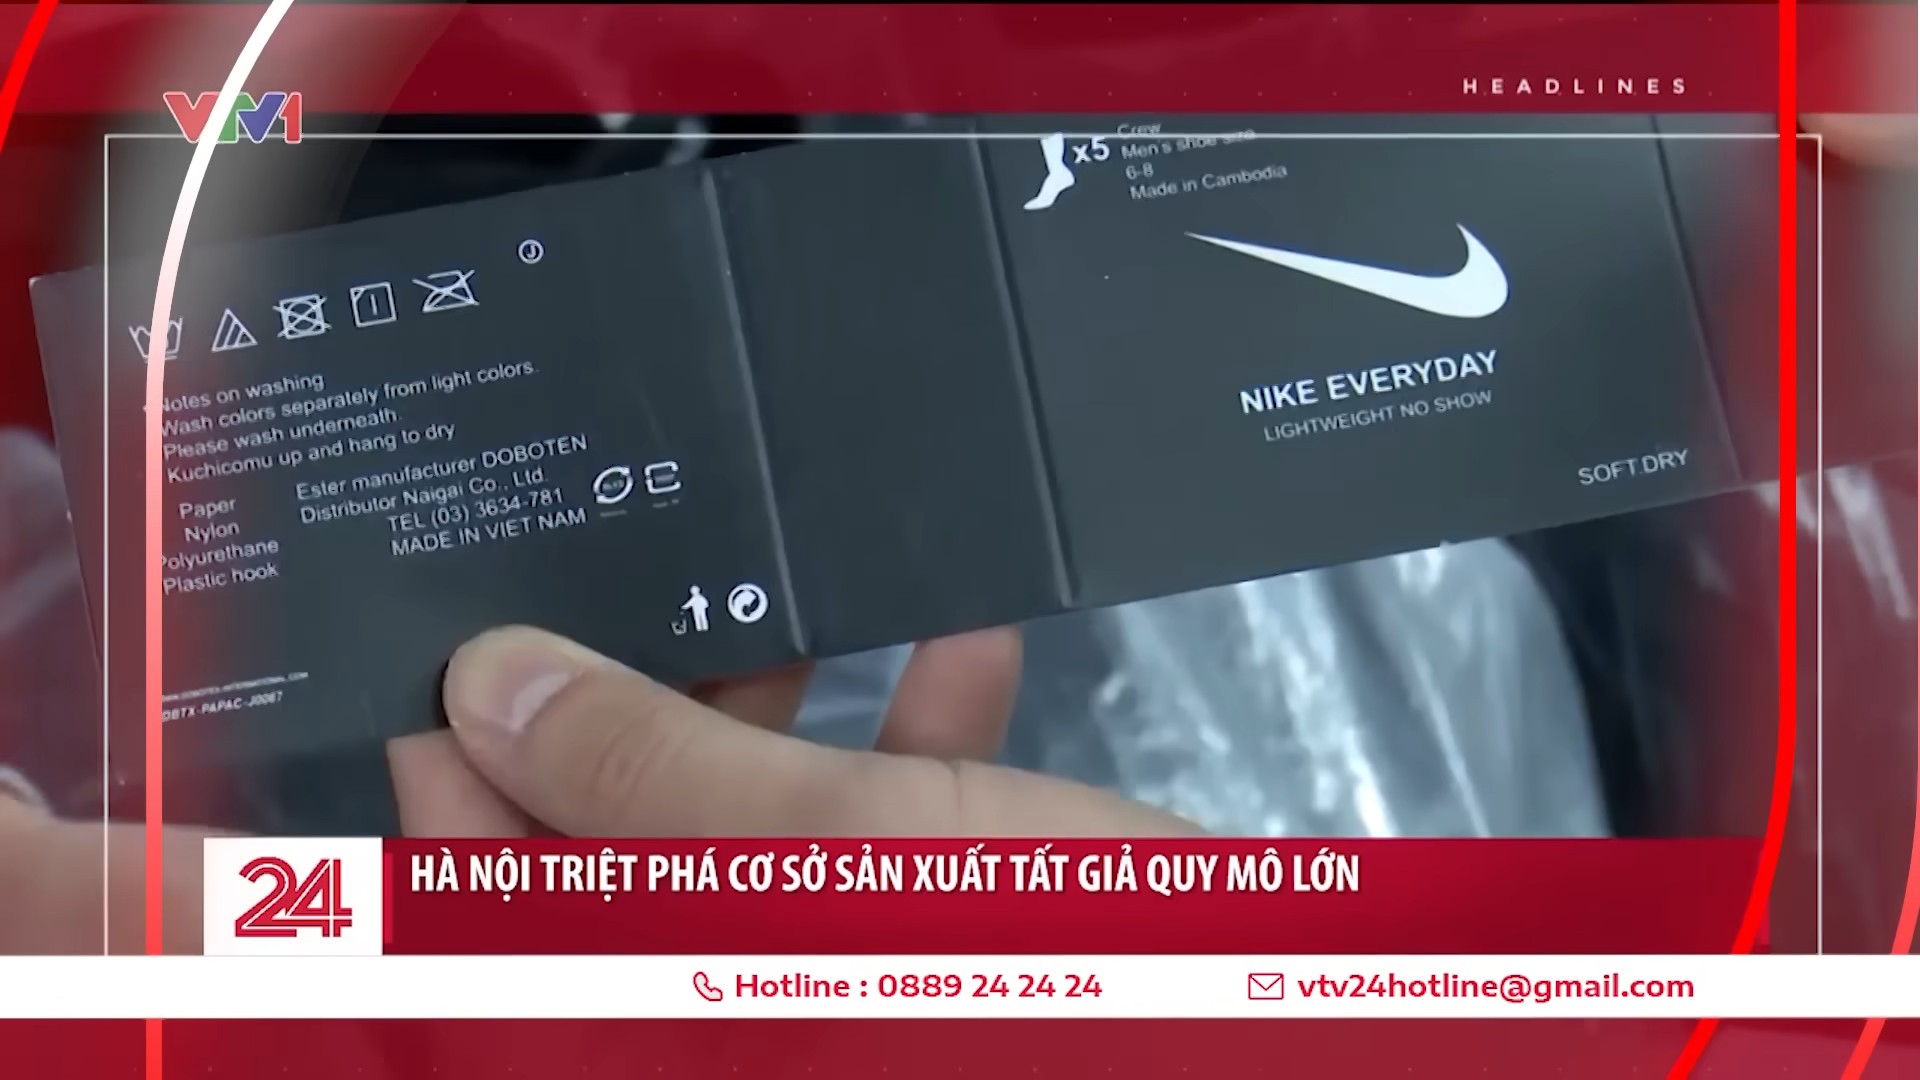 VTV1
HEADLINES
x5
Crew
Men's shoe size
6-8
Made in Cambodia
NIKE EVERYDAY
LIGHTWEIGHT NO SHOW
SOFT.DRY
J
Notes on washing
Wash colors separately from light colors.
Please wash underneath.
Kuchicomu up and hang to dry
Paper
Nylon
Polyurethane
Plastic hook
Ester manufacturer DOBOTEN
Distributor Naigai Co., Ltd.
TEL (03) 3634-781
MADE IN VIET NAM
DBTX-PAPAC-J0067
24
HÀ NỘI TRIỆT PHÁ CƠ SỞ SẢN XUẤT TẤT GIẢ QUY MÔ LỚN
Hotline : 0889 24 24 24
vtv24hotline@gmail.com